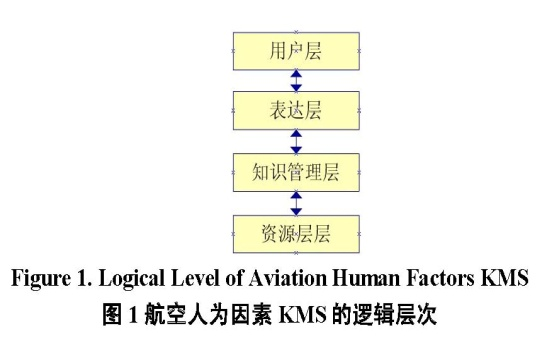 用户层
表达层
知识管理层
资源层层
Figure 1. Logical Level of Aviation Human Factors KMS
图 1 航空人为因素 KMS 的逻辑层次